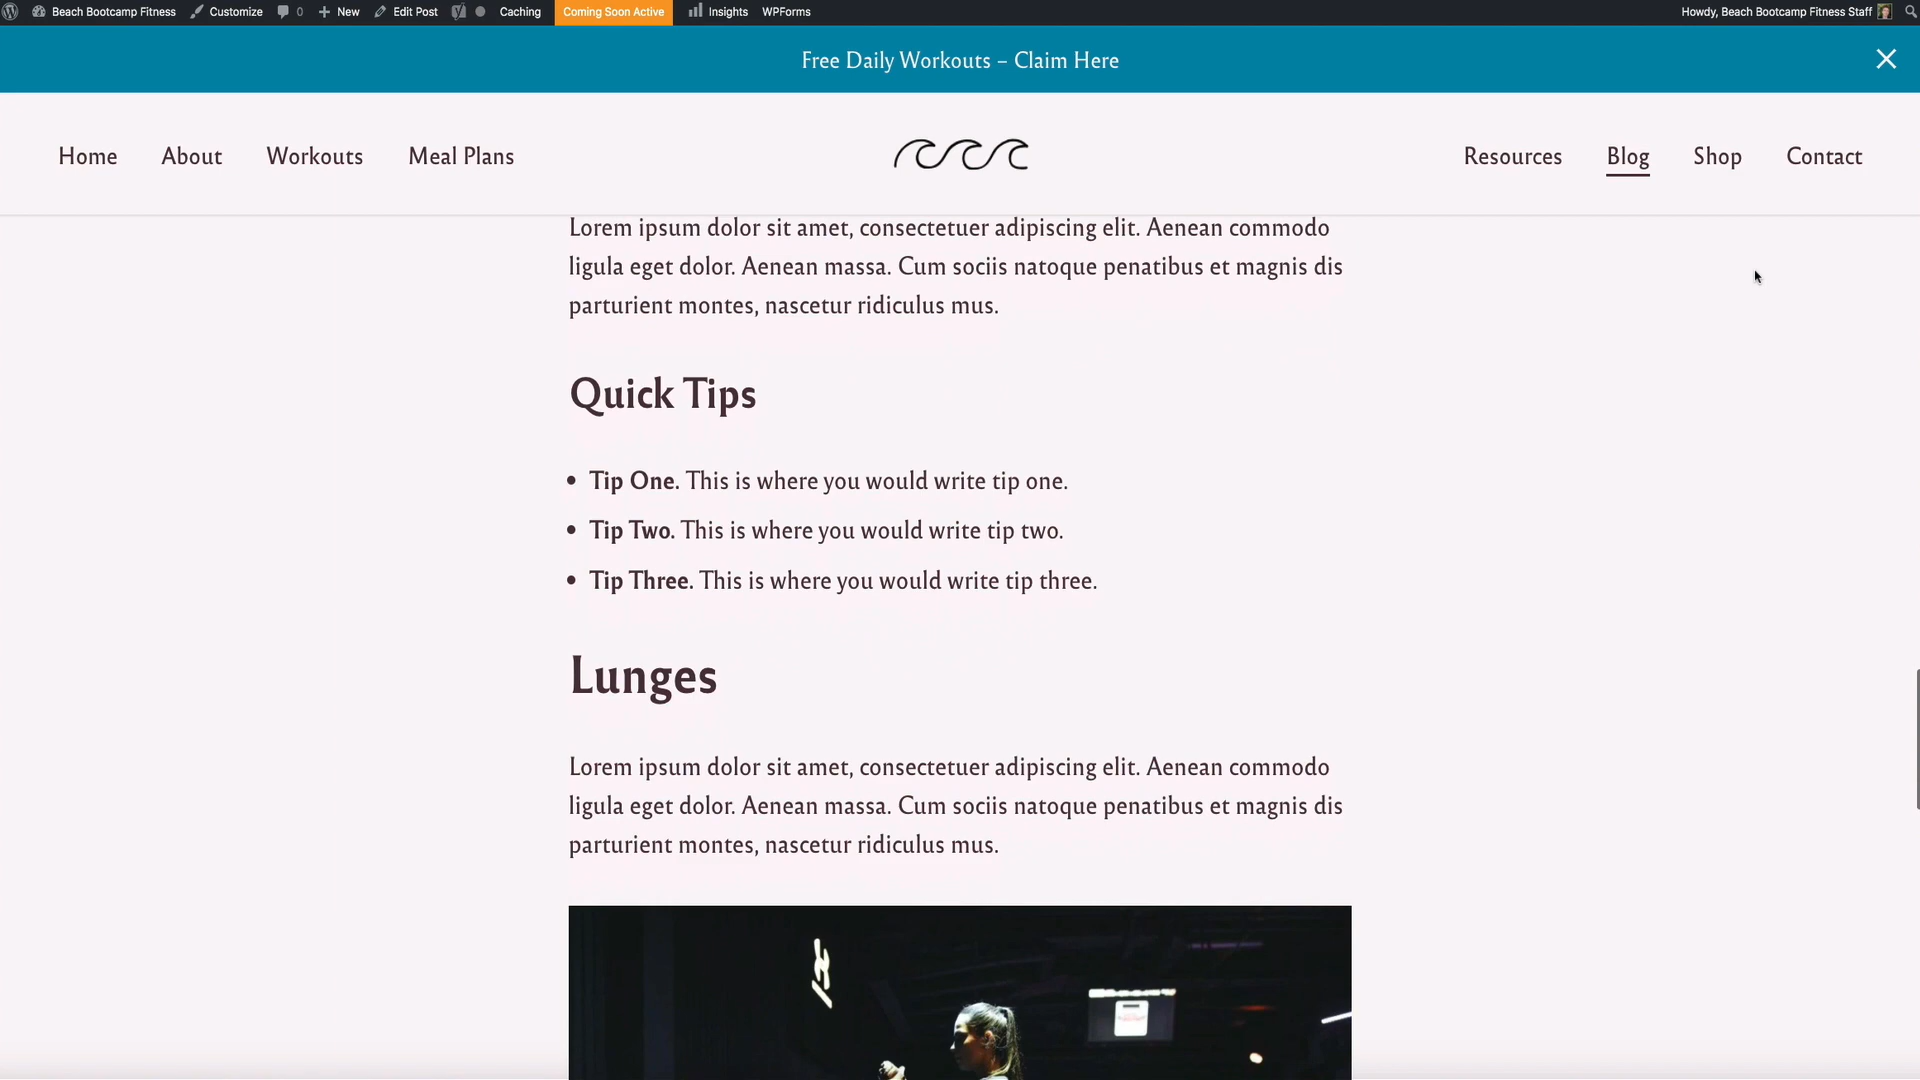 Beach Bootcamp Fitness Customize 0 New Edit Post Caching Coming Soon Active Insights WPForms Howdy, Beach Bootcamp Fitness Staff
Free Daily Workouts – Claim Here
Home About Workouts Meal Plans Resources Blog Shop Contact
Lorem ipsum dolor sit amet, consectetuer adipiscing elit. Aenean commodo
ligula eget dolor. Aenean massa. Cum sociis natoque penatibus et magnis dis
parturient montes, nascetur ridiculus mus.
Quick Tips
• Tip One. This is where you would write tip one.
• Tip Two. This is where you would write tip two.
• Tip Three. This is where you would write tip three.
Lunges
Lorem ipsum dolor sit amet, consectetuer adipiscing elit. Aenean commodo
ligula eget dolor. Aenean massa. Cum sociis natoque penatibus et magnis dis
parturient montes, nascetur ridiculus mus.